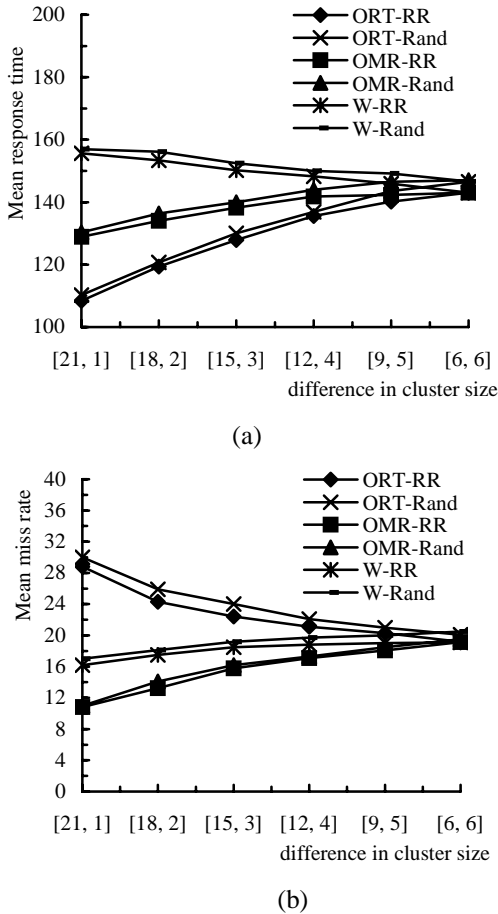 200
180
160
140
120
100
Mean response time
ORT-RR
ORT-Rand
OMR-RR
OMR-Rand
W-RR
W-Rand
[21, 1] [18, 2] [15, 3] [12, 4] [9, 5] [6, 6]
difference in cluster size
(a)
40
36
32
28
24
20
16
12
8
4
0
Mean miss rate
ORT-RR
ORT-Rand
OMR-RR
OMR-Rand
W-RR
W-Rand
[21, 1] [18, 2] [15, 3] [12, 4] [9, 5] [6, 6]
difference in cluster size
(b)